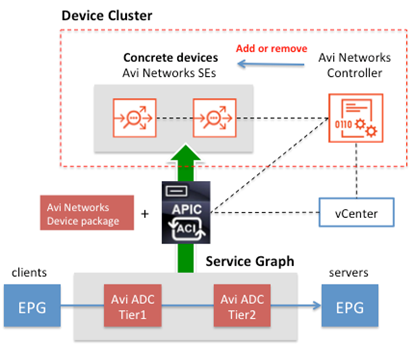 Device Cluster
Concrete devices
Avi Networks SEs
Add or remove
Avi Networks
Controller
0110
Avi Networks
Device package
+
APIC
ACI
vCenter
Service Graph
clients
servers
EPG
Avi ADC
Tier1
Avi ADC
Tier2
EPG